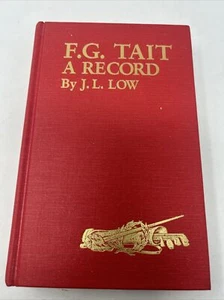 F.G. TAIT
A RECORD
By J.L. LOW